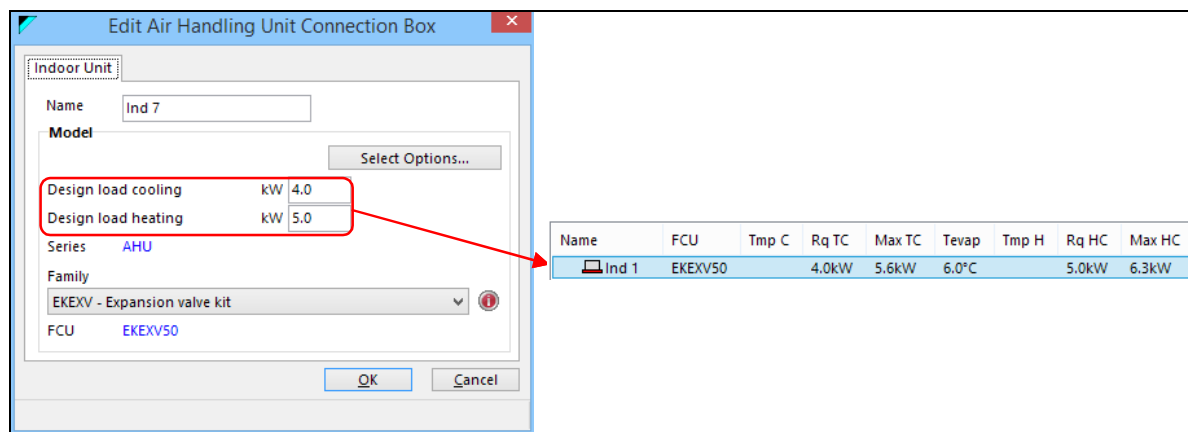 Edit Air Handling Unit Connection Box
Indoor Unit
Name Ind 7
Model
Select Options...
Design load cooling kW 4.0
Design load heating kW 5.0
Series AHU
Family
EKEXV - Expansion valve kit
FCU EKEXV50
OK Cancel
Name FCU Tmp C Rq TC Max TC Tevap Tmp H Rq HC Max HC
Ind 1 EKEXV50 4.0kW 5.6kW 6.0°C 5.0kW 6.3kW